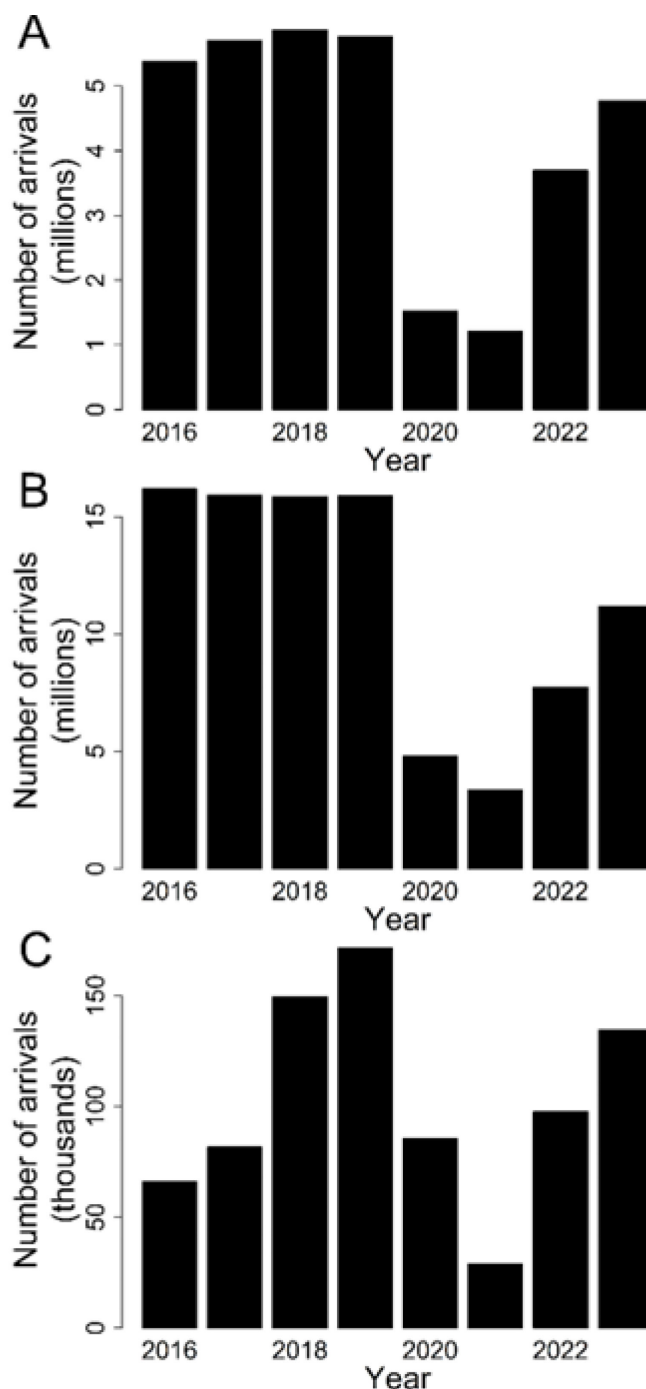 A
Number of arrivals
(millions)
0 1 2 3 4 5
2016 2018 2020 2022
Year
B
Number of arrivals
(millions)
0 5 10 15
2016 2018 2020 2022
Year
C
Number of arrivals
(thousands)
0 50 100 150
2016 2018 2020 2022
Year